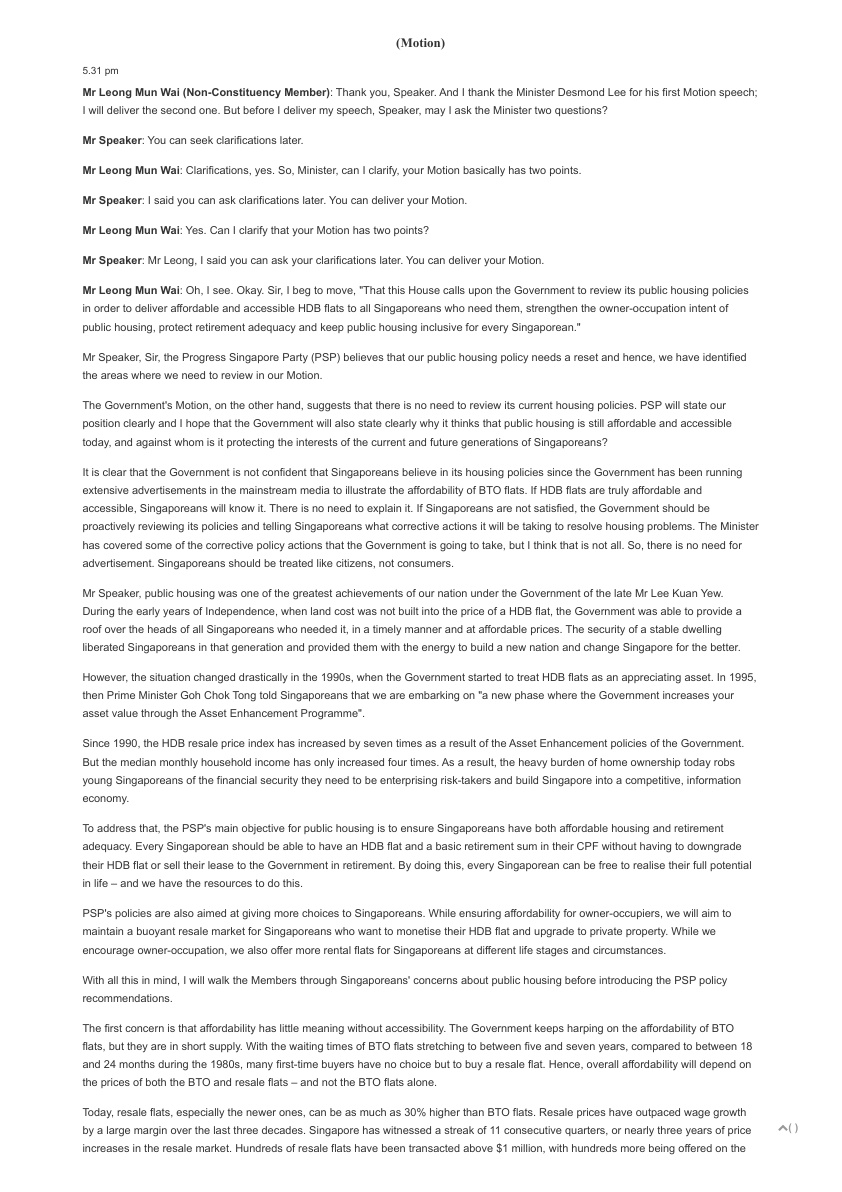 (Motion)
5.31 pm
Mr Leong Mun Wai (Non-Constituency Member): Thank you, Speaker. And I thank the Minister Desmond Lee for his first Motion speech;
I will deliver the second one. But before I deliver my speech, Speaker, may I ask the Minister two questions?
Mr Speaker: You can seek clarifications later.
Mr Leong Mun Wai: Clarifications, yes. So, Minister, can I clarify, your Motion basically has two points.
Mr Speaker: I said you can ask clarifications later. You can deliver your Motion.
Mr Leong Mun Wai: Yes. Can I clarify that your Motion has two points?
Mr Speaker: Mr Leong, I said you can ask your clarifications later. You can deliver your Motion.
Mr Leong Mun Wai: Oh, I see. Okay. Sir, I beg to move, "That this House calls upon the Government to review its public housing policies
in order to deliver affordable and accessible HDB flats to all Singaporeans who need them, strengthen the owner-occupation intent of
public housing, protect retirement adequacy and keep public housing inclusive for every Singaporean."
Mr Speaker, Sir, the Progress Singapore Party (PSP) believes that our public housing policy needs a reset and hence, we have identified
the areas where we need to review in our Motion.
The Government's Motion, on the other hand, suggests that there is no need to review its current housing policies. PSP will state our
position clearly and I hope that the Government will also state clearly why it thinks that public housing is still affordable and accessible
today, and against whom is it protecting the interests of the current and future generations of Singaporeans?
It is clear that the Government is not confident that Singaporeans believe in its housing policies since the Government has been running
extensive advertisements in the mainstream media to illustrate the affordability of BTO flats. If HDB flats are truly affordable and
accessible, Singaporeans will know it. There is no need to explain it. If Singaporeans are not satisfied, the Government should be
proactively reviewing its policies and telling Singaporeans what corrective actions it will be taking to resolve housing problems. The Minister
has covered some of the corrective policy actions that the Government is going to take, but I think that is not all. So, there is no need for
advertisement. Singaporeans should be treated like citizens, not consumers.
Mr Speaker, public housing was one of the greatest achievements of our nation under the Government of the late Mr Lee Kuan Yew.
During the early years of Independence, when land cost was not built into the price of a HDB flat, the Government was able to provide a
roof over the heads of all Singaporeans who needed it, in a timely manner and at affordable prices. The security of a stable dwelling
liberated Singaporeans in that generation and provided them with the energy to build a new nation and change Singapore for the better.
However, the situation changed drastically in the 1990s, when the Government started to treat HDB flats as an appreciating asset. In 1995,
then Prime Minister Goh Chok Tong told Singaporeans that we are embarking on "a new phase where the Government increases your
asset value through the Asset Enhancement Programme".
Since 1990, the HDB resale price index has increased by seven times as a result of the Asset Enhancement policies of the Government.
But the median monthly household income has only increased four times. As a result, the heavy burden of home ownership today robs
young Singaporeans of the financial security they need to be enterprising risk-takers and build Singapore into a competitive, information
economy.
To address that, the PSP's main objective for public housing is to ensure Singaporeans have both affordable housing and retirement
adequacy. Every Singaporean should be able to have an HDB flat and a basic retirement sum in their CPF without having to downgrade
their HDB flat or sell their lease to the Government in retirement. By doing this, every Singaporean can be free to realise their full potential
in life – and we have the resources to do this.
PSP's policies are also aimed at giving more choices to Singaporeans. While ensuring affordability for owner-occupiers, we will aim to
maintain a buoyant resale market for Singaporeans who want to monetise their HDB flat and upgrade to private property. While we
encourage owner-occupation, we also offer more rental flats for Singaporeans at different life stages and circumstances.
With all this in mind, I will walk the Members through Singaporeans' concerns about public housing before introducing the PSP policy
recommendations.
The first concern is that affordability has little meaning without accessibility. The Government keeps harping on the affordability of BTO
flats, but they are in short supply. With the waiting times of BTO flats stretching to between five and seven years, compared to between 18
and 24 months during the 1980s, many first-time buyers have no choice but to buy a resale flat. Hence, overall affordability will depend on
the prices of both the BTO and resale flats – and not the BTO flats alone.
Today, resale flats, especially the newer ones, can be as much as 30% higher than BTO flats. Resale prices have outpaced wage growth
by a large margin over the last three decades. Singapore has witnessed a streak of 11 consecutive quarters, or nearly three years of price
increases in the resale market. Hundreds of resale flats have been transacted above $1 million, with hundreds more being offered on the
( )